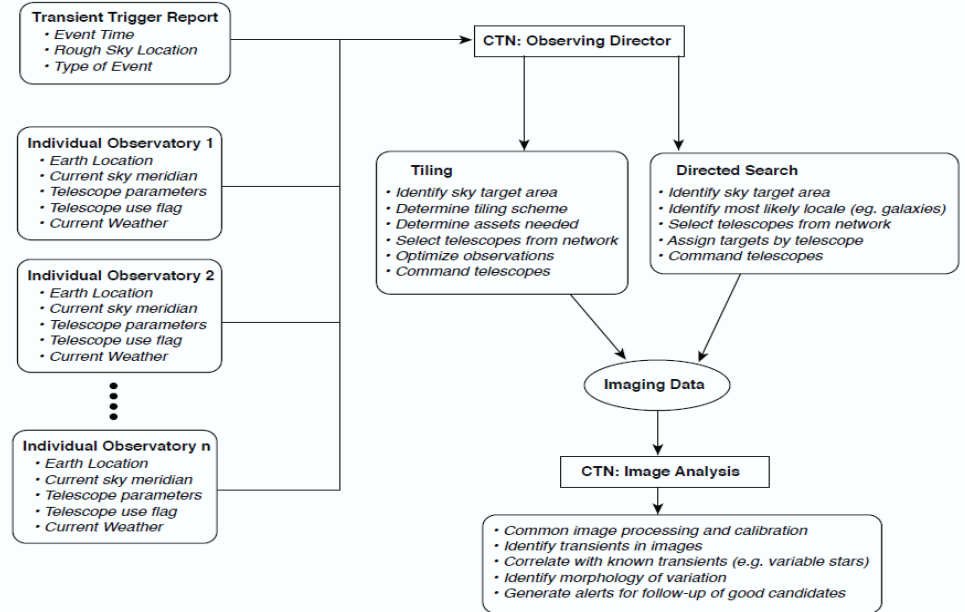 Transient Trigger Report
• Event Time
• Rough Sky Location
• Type of Event
CTN: Observing Director
Individual Observatory 1
• Earth Location
• Current sky meridian
• Telescope parameters
• Telescope use flag
• Current Weather
Individual Observatory 2
• Earth Location
• Current sky meridian
• Telescope parameters
• Telescope use flag
• Current Weather
Individual Observatory n
• Earth Location
• Current sky meridian
• Telescope parameters
• Telescope use flag
• Current Weather
Tiling
• Identify sky target area
• Determine tiling scheme
• Determine assets needed
• Select telescopes from network
• Optimize observations
• Command telescopes
Directed Search
• Identify sky target area
• Identify most likely locale (eg. galaxies)
• Select telescopes from network
• Assign targets by telescope
• Command telescopes
Imaging Data
CTN: Image Analysis
• Common image processing and calibration
• Identify transients in images
• Correlate with known transients (e.g. variable stars)
• Identify morphology of variation
• Generate alerts for follow-up of good candidates